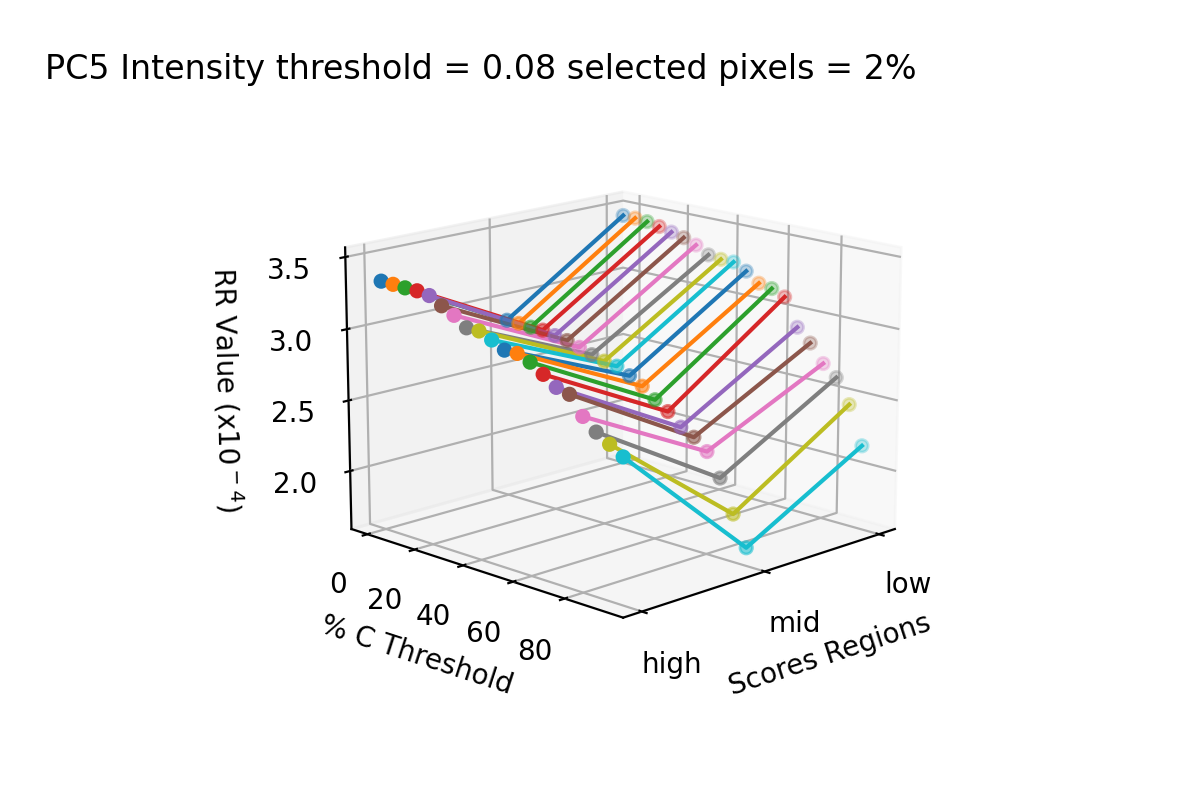 PC5 Intensity threshold = 0.08 selected pixels = 2%
RR Value (x10⁻⁴)
3.5
3.0
2.5
2.0
0
20
40
60
80
% C Threshold
high
mid
low
Scores Regions